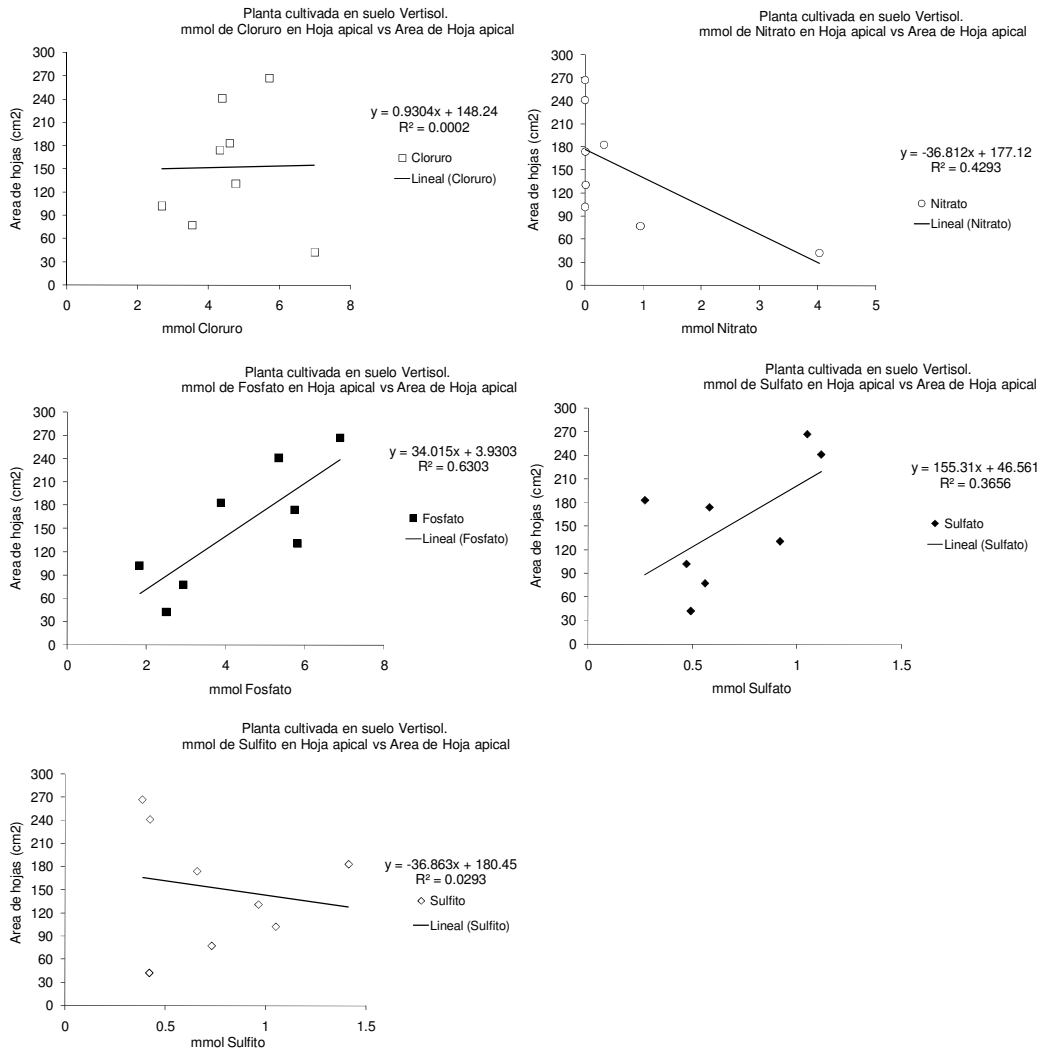 Planta cultivada en suelo Vertisol.
mmol de Cloruro en Hoja apical vs Area de Hoja apical
300
270
240
210
180
150
120
90
60
30
0
Area de hojas (cm2)
y = 0.9304x + 148.24
R² = 0.0002
Cloruro
Lineal (Cloruro)
0 2 4 6 8
mmol Cloruro
Planta cultivada en suelo Vertisol.
mmol de Nitrato en Hoja apical vs Area de Hoja apical
300
270
240
210
180
150
120
90
60
30
0
Area de hojas (cm2)
y = -36.812x + 177.12
R² = 0.4293
Nitrato
Lineal (Nitrato)
0 1 2 3 4 5
mmol Nitrato
Planta cultivada en suelo Vertisol.
mmol de Fosfato en Hoja apical vs Area de Hoja apical
300
270
240
210
180
150
120
90
60
30
0
Area de hojas (cm2)
y = 34.015x + 3.9303
R² = 0.6303
Fosfato
Lineal (Fosfato)
0 2 4 6 8
mmol Fosfato
Planta cultivada en suelo Vertisol.
mmol de Sulfato en Hoja apical vs Area de Hoja apical
300
270
240
210
180
150
120
90
60
30
0
Area de hojas (cm2)
y = 155.31x + 46.561
R² = 0.3656
Sulfato
Lineal (Sulfato)
0 0.5 1 1.5
mmol Sulfato
Planta cultivada en suelo Vertisol.
mmol de Sulfito en Hoja apical vs Area de Hoja apical
300
270
240
210
180
150
120
90
60
30
0
Area de hojas (cm2)
y = -36.863x + 180.45
R² = 0.0293
Sulfito
Lineal (Sulfito)
0 0.5 1 1.5
mmol Sulfito